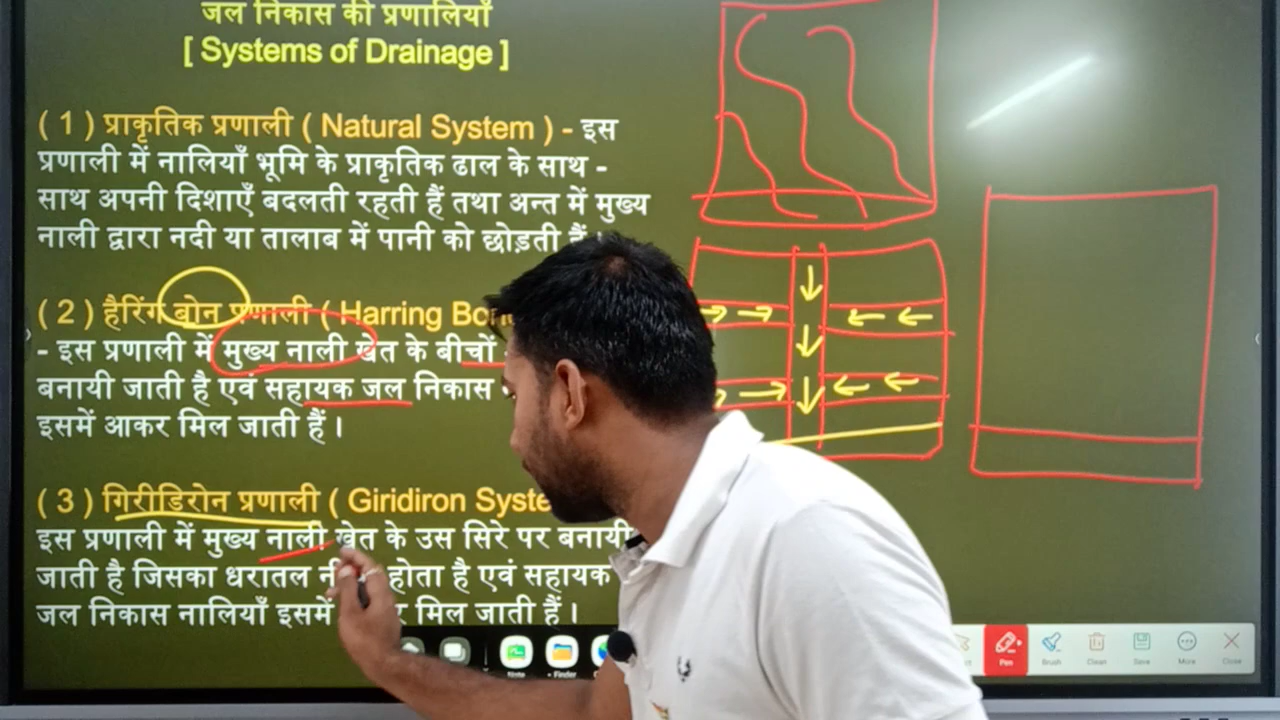 जल निकास की प्रणालियाँ
[ Systems of Drainage ]
( 1 ) प्राकृतिक प्रणाली ( Natural System ) - इस
प्रणाली में नालियाँ भूमि के प्राकृतिक ढाल के साथ -
साथ अपनी दिशाएँ बदलती रहती हैं तथा अन्त में मुख्य
नाली द्वारा नदी या तालाब में पानी को छोड़ती हैं ।
( 2 ) हैरिंग बोन प्रणाली ( Harring
- इस प्रणाली में मुख्य नाली खेत के बीचों
बनायी जाती है एवं सहायक जल निकास
इसमें आकर मिल जाती हैं ।
( 3 ) गिरीडिरोन प्रणाली ( Giridiron
इस प्रणाली में मुख्य नाली खेत के उस सिरे पर बनायी
जाती है जिसका धरातल होता है एवं सहायक
जल निकास नालियाँ इसमें मिल जाती हैं ।
Note Finder
Pen Brush Clean Save More Close